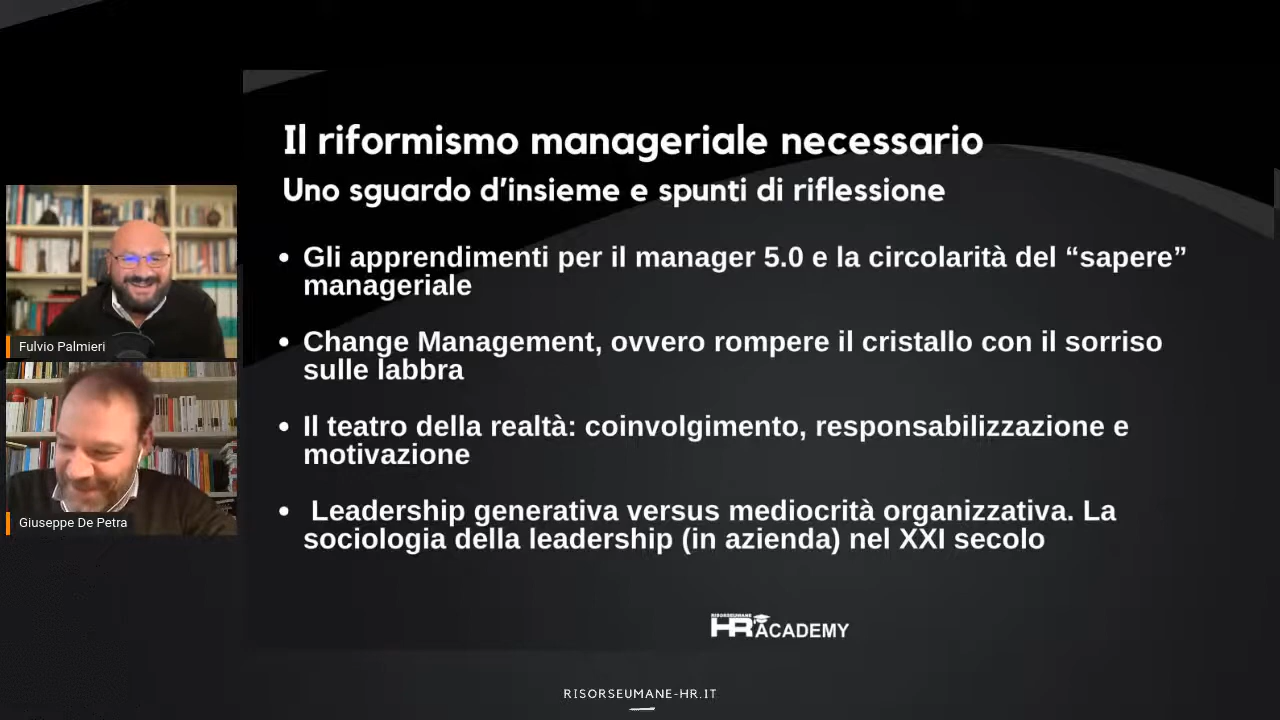 Il riformismo manageriale necessario
Uno sguardo d’insieme e spunti di riflessione
• Gli apprendimenti per il manager 5.0 e la circolarità del “sapere”
manageriale
• Change Management, ovvero rompere il cristallo con il sorriso
sulle labbra
• Il teatro della realtà: coinvolgimento, responsabilizzazione e
motivazione
• Leadership generativa versus mediocrità organizzativa. La
sociologia della leadership (in azienda) nel XXI secolo
Fulvio Palmieri
Giuseppe De Petra
RISORSEUMANE
HR ACADEMY
RISORSEUMANE-HR.IT